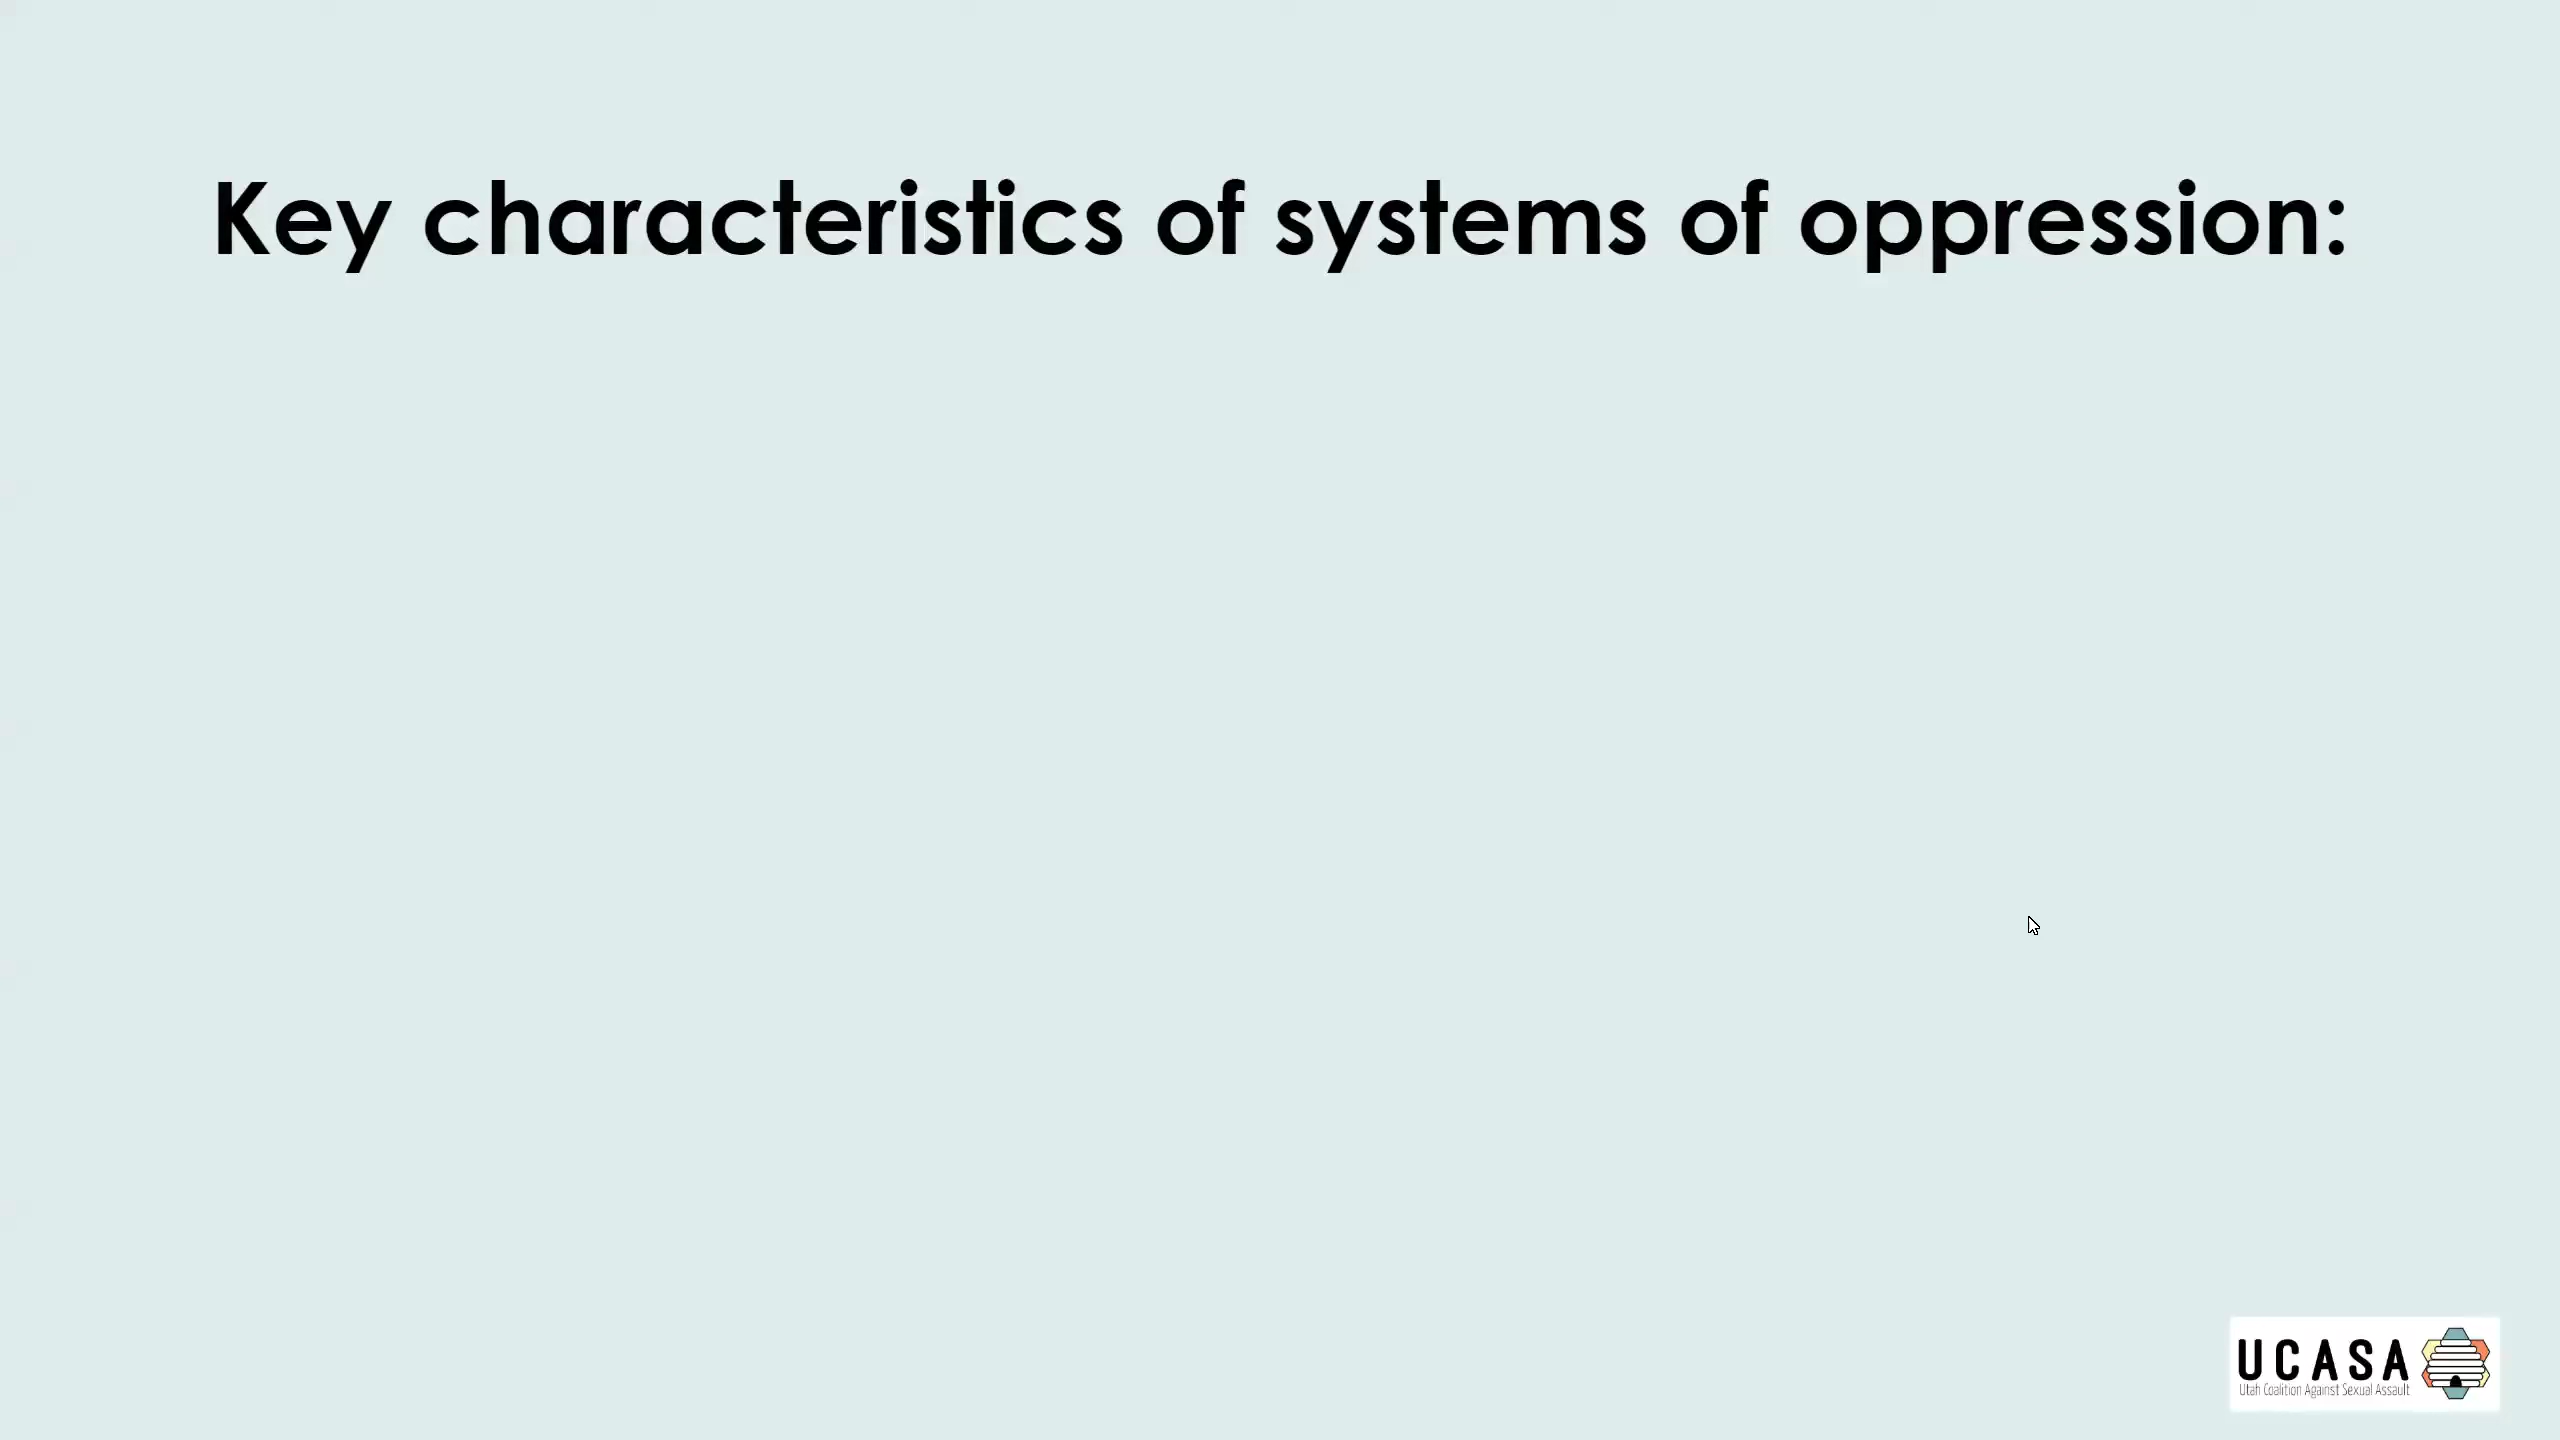 Key characteristics of systems of oppression:
UCASA
Utah Coalition Against Sexual Assault